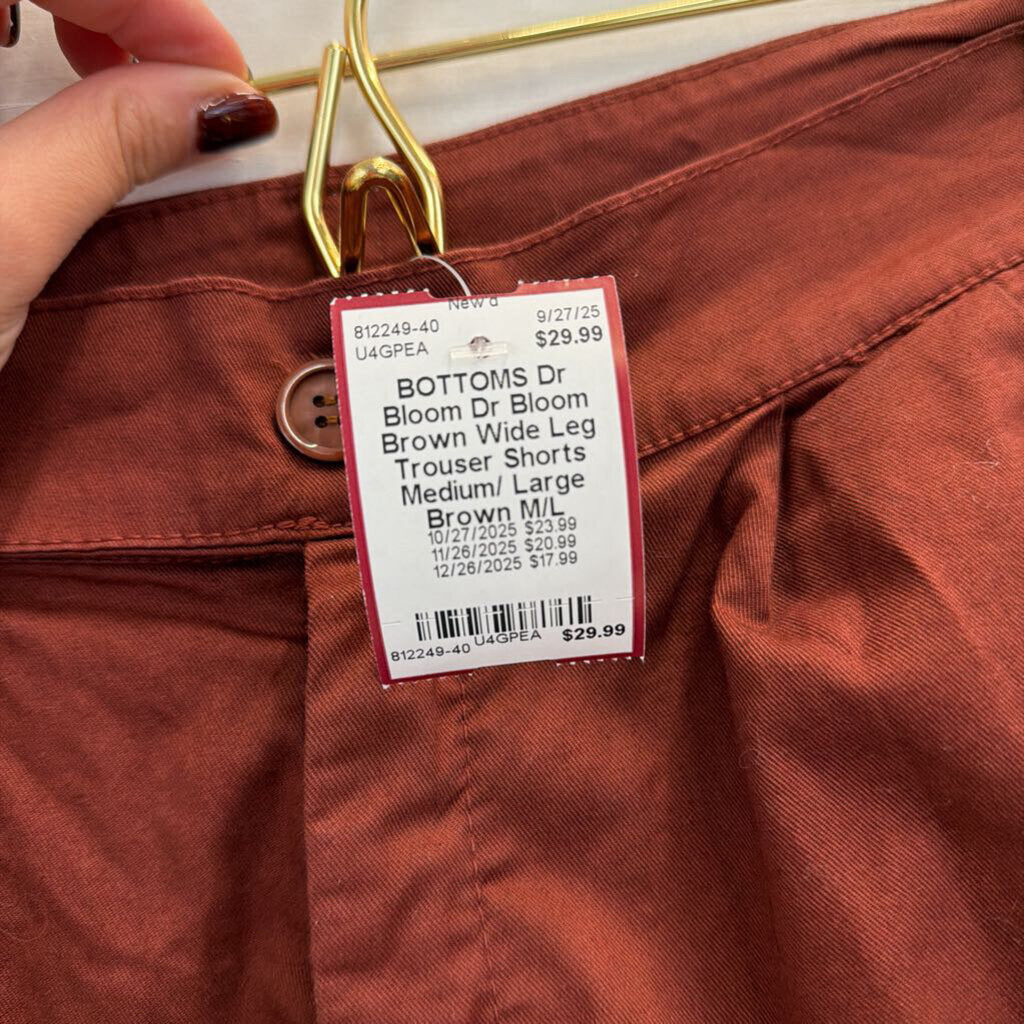 New'd
812249-40 9/27/25
U4GPEA $29.99
BOTTOMS Dr
Bloom Dr Bloom
Brown Wide Leg
Trouser Shorts
Medium/ Large
Brown M/L
10/27/2025 $23.99
11/26/2025 $20.99
12/26/2025 $17.99
812249-40 U4GPEA $29.99